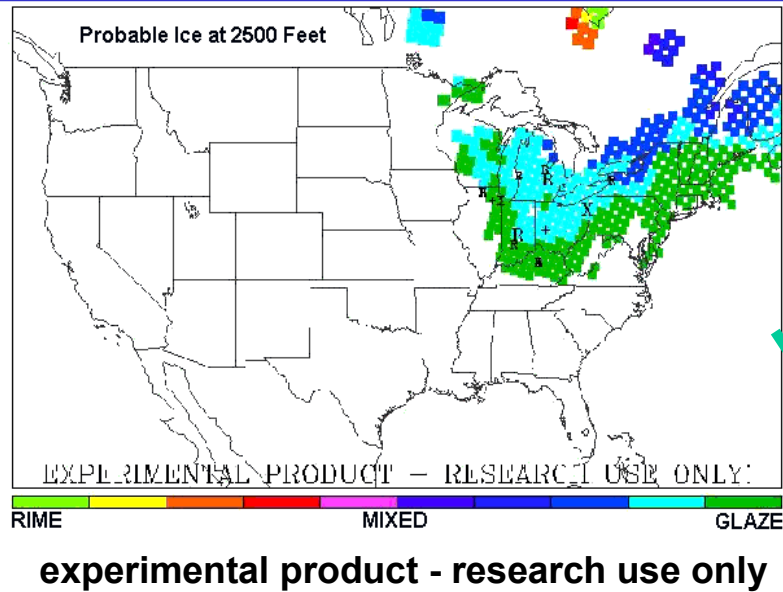 Probable Ice at 2500 Feet
R
R
R
R
X
R
R
EXPERIMENTAL PRODUCT – RESEARCH USE ONLY!
RIME MIXED GLAZE
experimental product - research use only